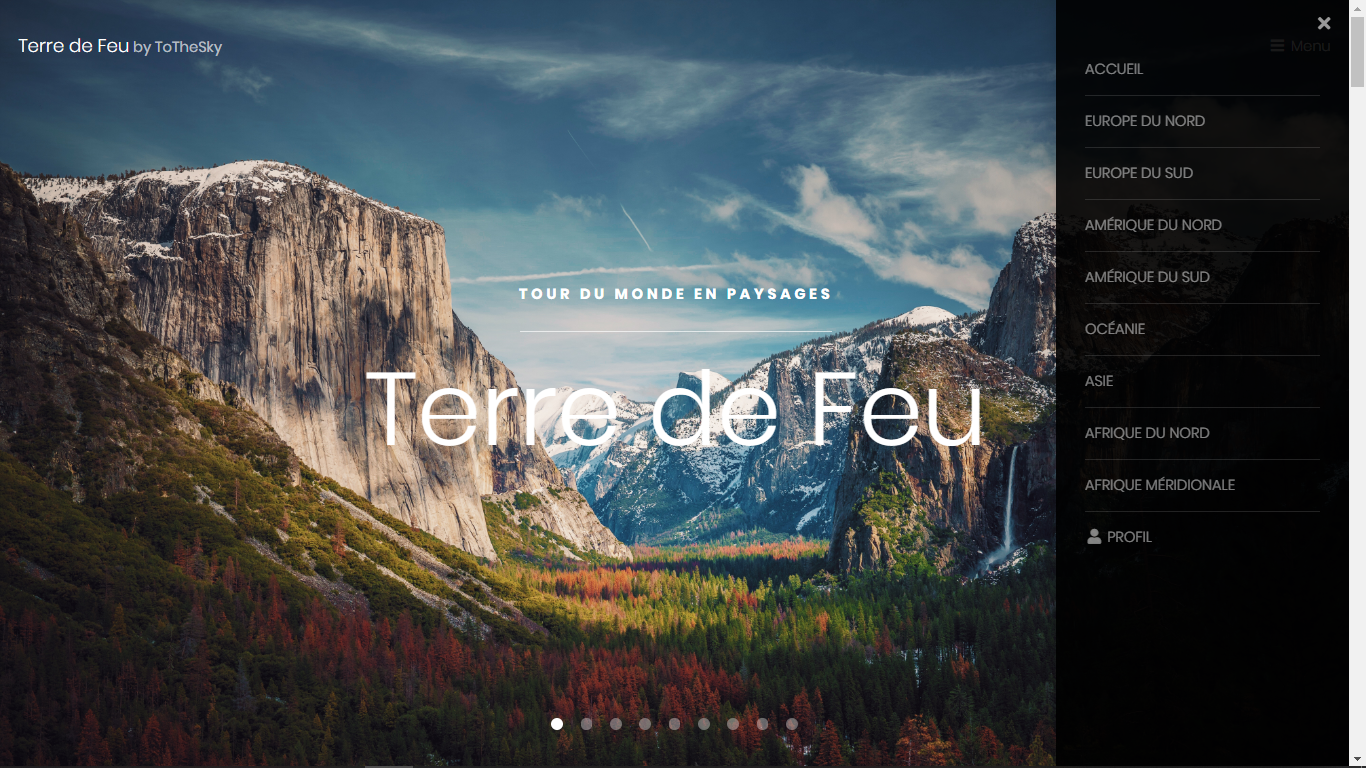 Terre de Feu by ToTheSky
Menu
ACCUEIL
EUROPE DU NORD
EUROPE DU SUD
AMÉRIQUE DU NORD
AMÉRIQUE DU SUD
OCÉANIE
ASIE
AFRIQUE DU NORD
AFRIQUE MÉRIDIONALE
PROFIL
TOUR DU MONDE EN PAYSAGES
Terre de Feu